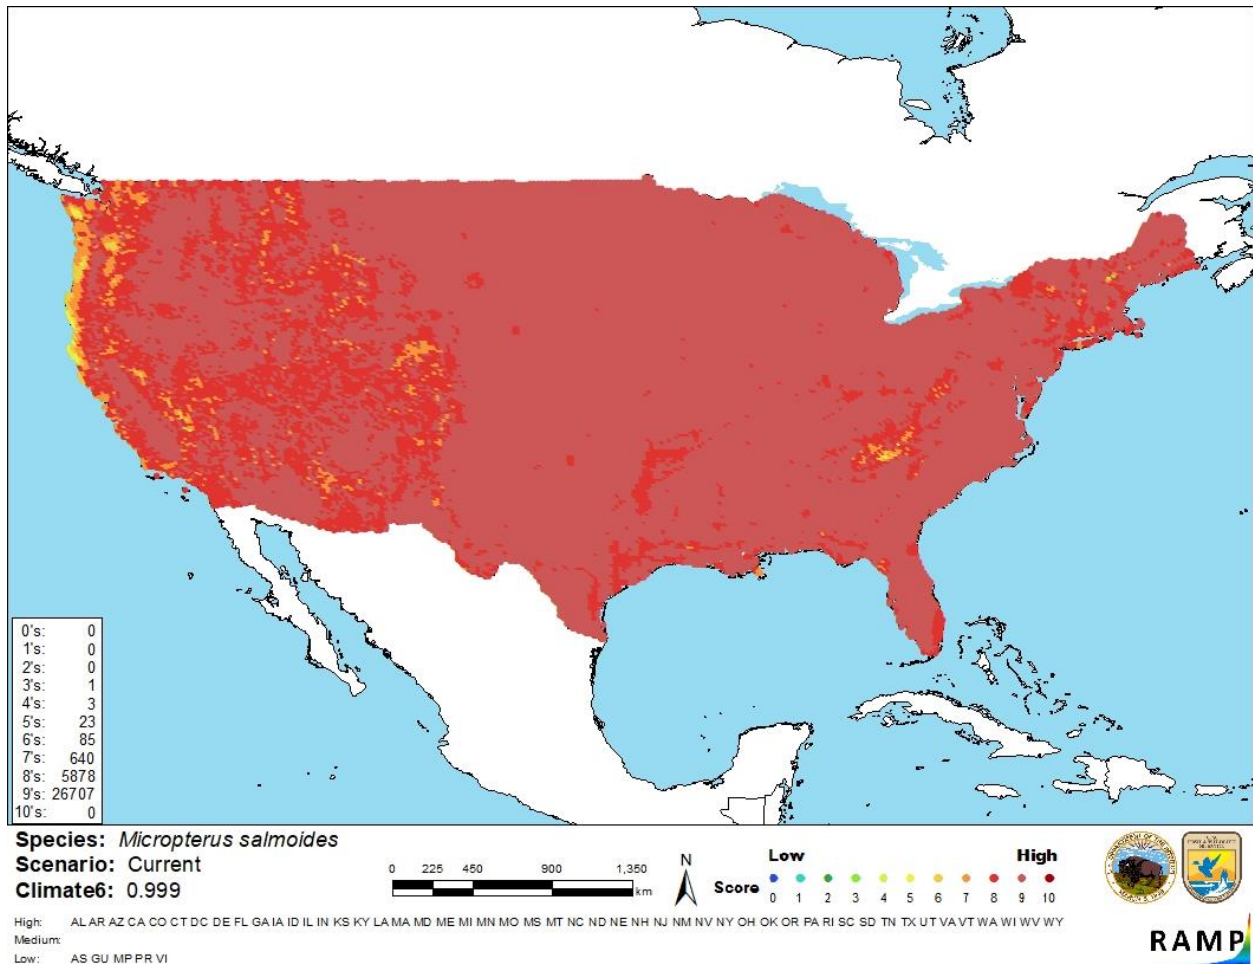 0's: 0
1's: 0
2's: 0
3's: 1
4's: 3
5's: 23
6's: 85
7's: 640
8's: 5878
9's: 26707
10's: 0
Species: Micropterus salmoides
Scenario: Current
Climate6: 0.999
0 225 450 900 1,350
km
N
Low High
Score 0 1 2 3 4 5 6 7 8 9 10
High: AL AR AZ CA CO CT DC DE FL GA IA ID IL IN KS KY LA MA MD ME MI MN MO MS MT NC ND NE NH NJ NM NV NY OH OK OR PA RI SC SD TN TX UT VA VT WA WI WV WY
Medium:
Low: AS GU MP PR VI
RAMP